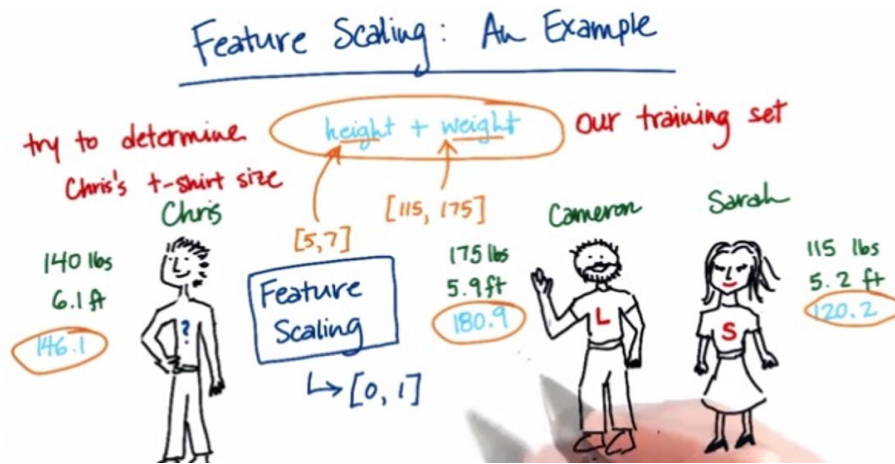 Feature Scaling: An Example
try to determine
Chris's t-shirt size
height + weight
our training set
[5,7]
[115, 175]
Chris
140 lbs
6.1 ft
146.1
?
Feature
Scaling
↳ [0, 1]
Cameron
175 lbs
5.9 ft
180.9
L
Sarah
115 lbs
5.2 ft
120.2
S